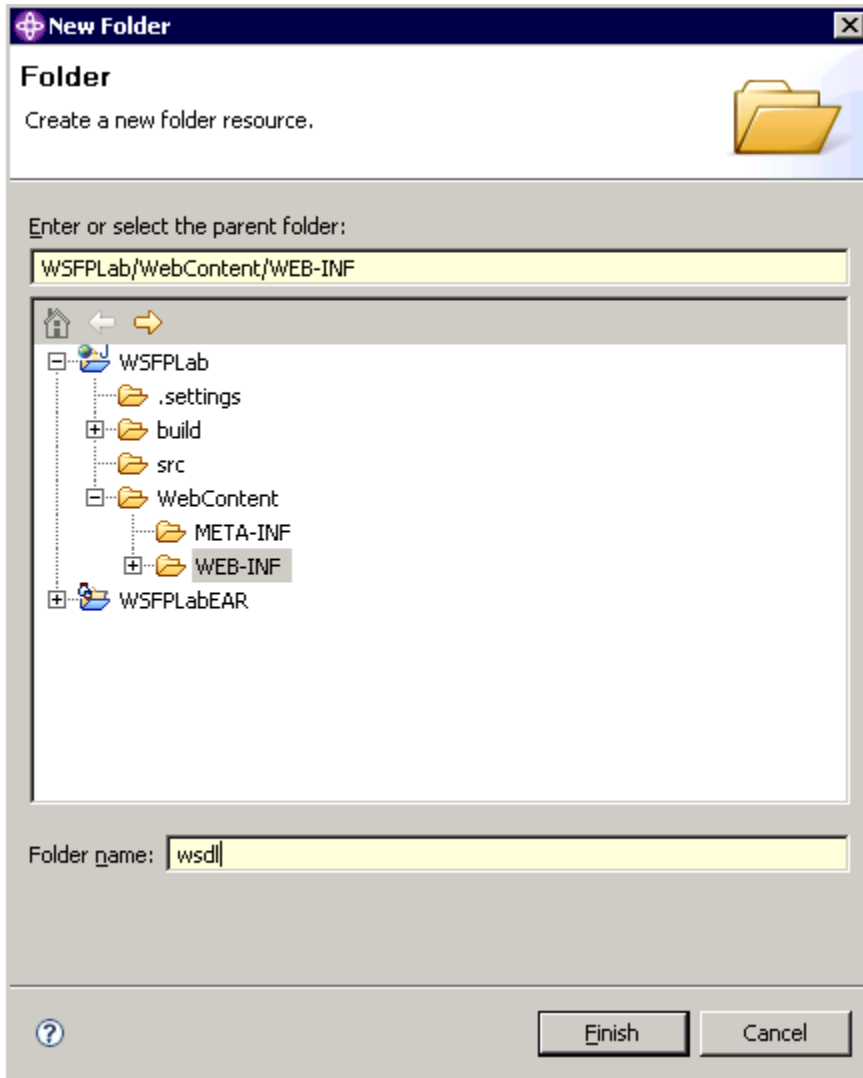 New Folder
Folder
Create a new folder resource.
Enter or select the parent folder:
WSFPLab/WebContent/WEB-INF
WSFPLab
.settings
build
src
WebContent
META-INF
WEB-INF
WSFPLabEAR
Folder name: wsdl
Finish Cancel